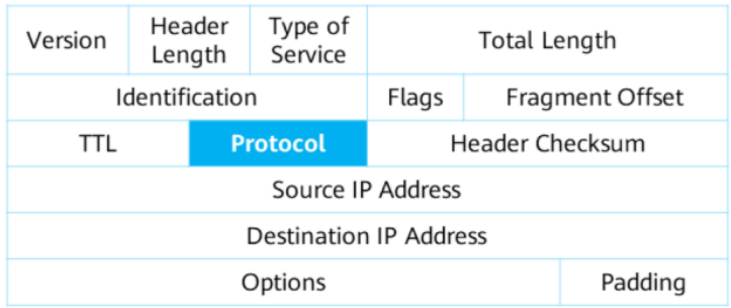 Version Header Length Type of Service Total Length
Identification Flags Fragment Offset
TTL Protocol Header Checksum
Source IP Address
Destination IP Address
Options Padding